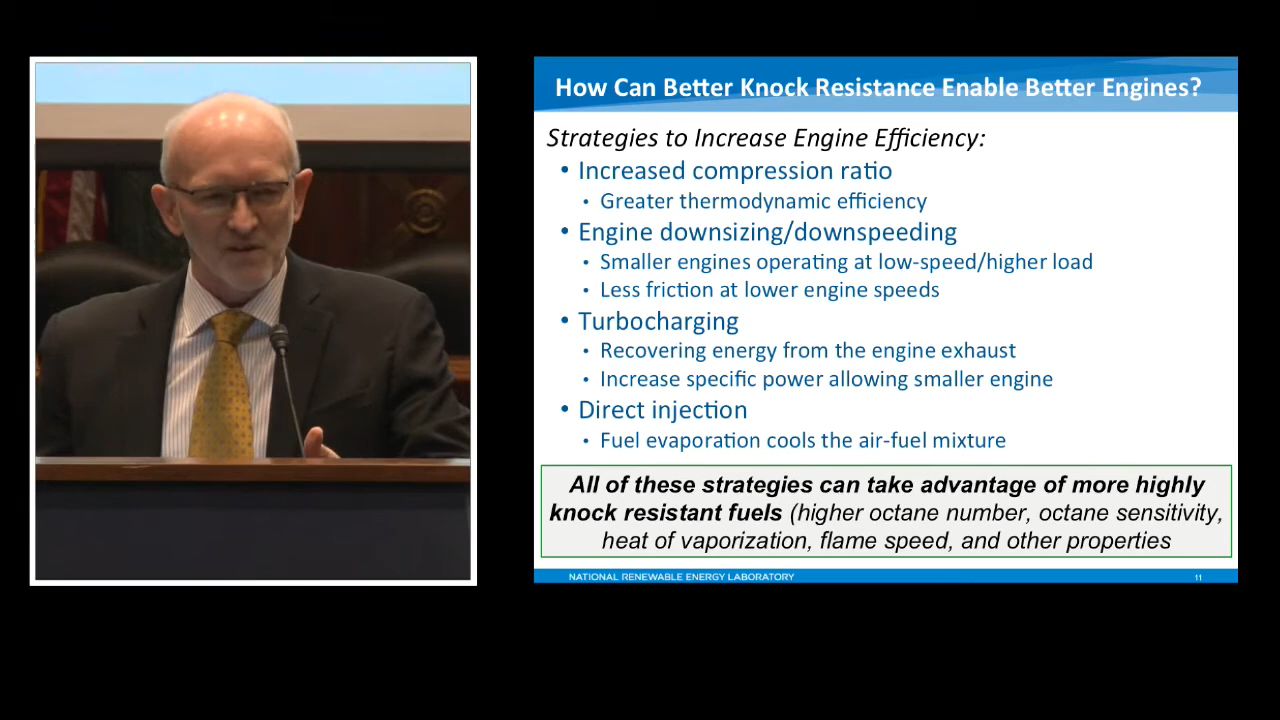 How Can Better Knock Resistance Enable Better Engines?
Strategies to Increase Engine Efficiency:
• Increased compression ratio
• Greater thermodynamic efficiency
• Engine downsizing/downspeeding
• Smaller engines operating at low-speed/higher load
• Less friction at lower engine speeds
• Turbocharging
• Recovering energy from the engine exhaust
• Increase specific power allowing smaller engine
• Direct injection
• Fuel evaporation cools the air-fuel mixture
All of these strategies can take advantage of more highly
knock resistant fuels (higher octane number, octane sensitivity,
heat of vaporization, flame speed, and other properties
NATIONAL RENEWABLE ENERGY LABORATORY
11